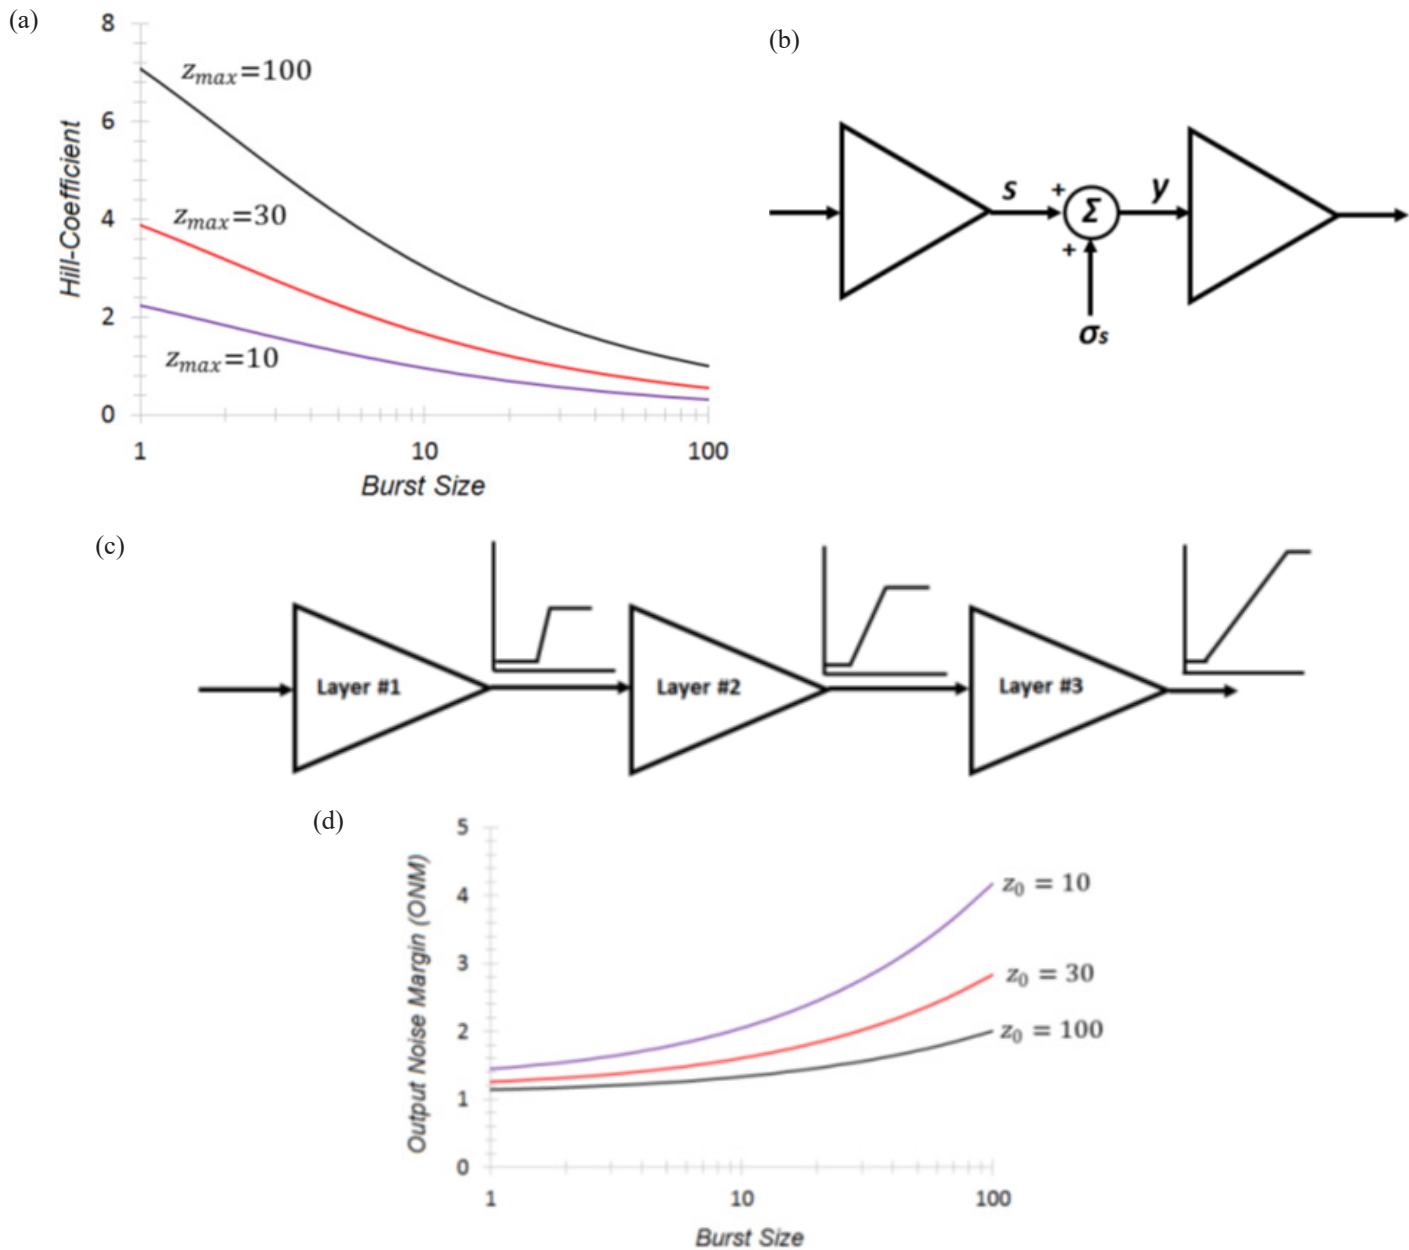 (a)
8
6
4
2
0
Hill-Coefficient
z_max=100
z_max=30
z_max=10
1 10 100
Burst Size
(b)
s
+
Σ
+
y
σs
(c)
Layer #1
Layer #2
Layer #3
(d)
5
4
3
2
1
0
Output Noise Margin (ONM)
z₀ = 10
z₀ = 30
z₀ = 100
1 10 100
Burst Size